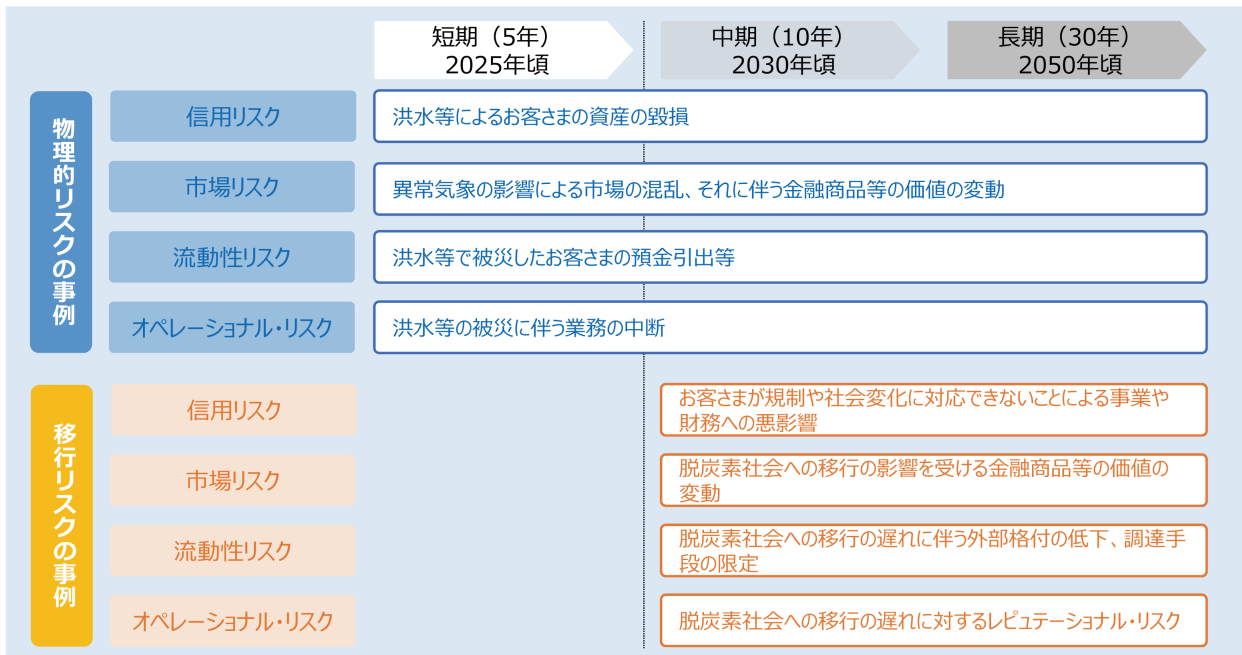 短期（5年）
2025年頃
中期（10年）
2030年頃
長期（30年）
2050年頃
物理的リスクの事例
信用リスク
洪水等によるお客さまの資産の毀損
市場リスク
異常気象の影響による市場の混乱、それに伴う金融商品等の価値の変動
流動性リスク
洪水等で被災したお客さまの預金引出等
オペレーショナル・リスク
洪水等の被災に伴う業務の中断
移行リスクの事例
信用リスク
お客さまが規制や社会変化に対応できないことによる事業や
財務への悪影響
市場リスク
脱炭素社会への移行の影響を受ける金融商品等の価値の
変動
流動性リスク
脱炭素社会への移行の遅れに伴う外部格付の低下、調達手
段の限定
オペレーショナル・リスク
脱炭素社会への移行の遅れに対するレピュテーショナル・リスク